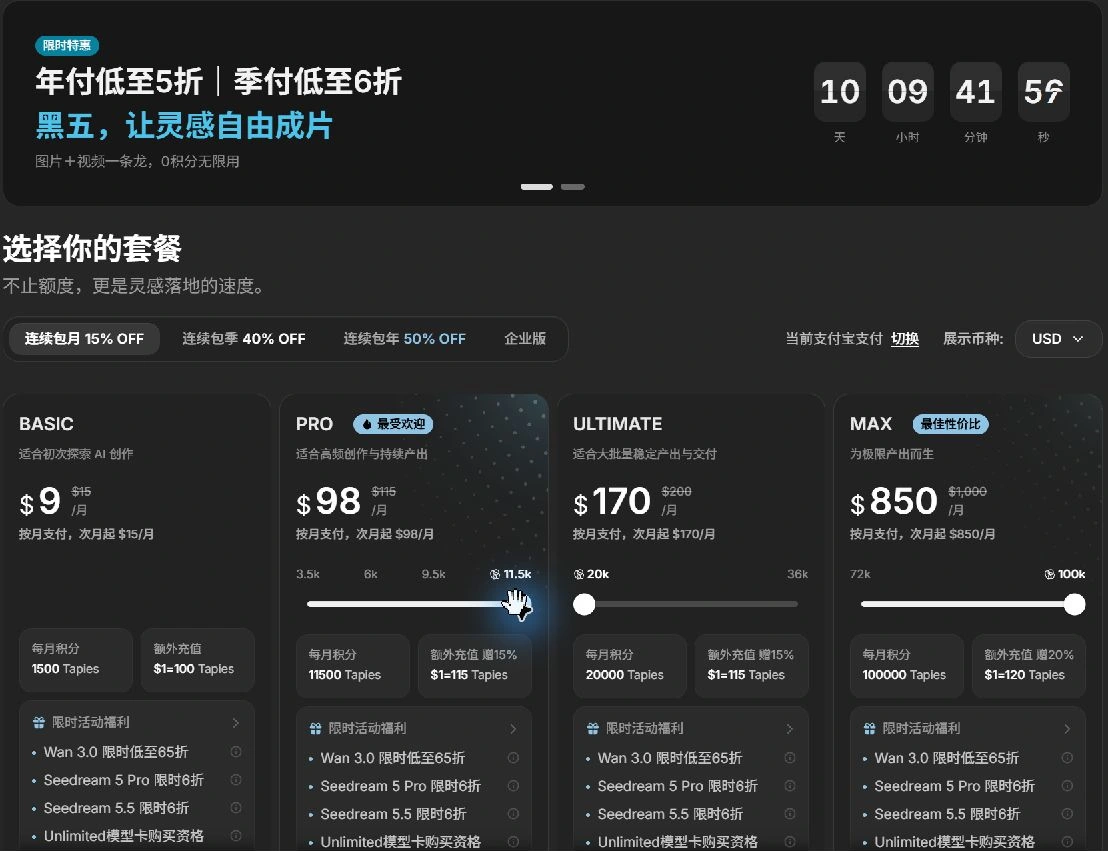 限时特惠
年付低至5折｜季付低至6折
黑五，让灵感自由成片
图片＋视频一条龙，0积分无限用
10 09 41
天 小时 分钟 秒
选择你的套餐
不止额度，更是灵感落地的速度。
连续包月 15% OFF 连续包季 40% OFF 连续包年 50% OFF 企业版
当前支付宝支付 切换 展示币种: USD
BASIC
适合初次探索 AI 创作
$9 $15 /月
按月支付，次月起 $15/月
每月积分
1500 Tapies
额外充值
$1=100 Tapies
限时活动福利
Wan 3.0 限时低至65折
Seedream 5 Pro 限时6折
Seedream 5.5 限时6折
Unlimited模型卡购买资格
PRO 最受欢迎
适合高频创作与持续产出
$98 $115 /月
按月支付，次月起 $98/月
3.5k 6k 9.5k 11.5k
每月积分
11500 Tapies
额外充值 赠15%
$1=115 Tapies
限时活动福利
Wan 3.0 限时低至65折
Seedream 5 Pro 限时6折
Seedream 5.5 限时6折
Unlimited模型卡购买资格
ULTIMATE
适合大批量稳定产出与交付
$170 $200 /月
按月支付，次月起 $170/月
20k 36k
每月积分
20000 Tapies
额外充值 赠15%
$1=115 Tapies
限时活动福利
Wan 3.0 限时低至65折
Seedream 5 Pro 限时6折
Seedream 5.5 限时6折
Unlimited模型卡购买资格
MAX 最佳性价比
为极限产出而生
$850 $1,000 /月
按月支付，次月起 $850/月
72k 100k
每月积分
100000 Tapies
额外充值 赠20%
$1=120 Tapies
限时活动福利
Wan 3.0 限时低至65折
Seedream 5 Pro 限时6折
Seedream 5.5 限时6折
Unlimited模型卡购买资格